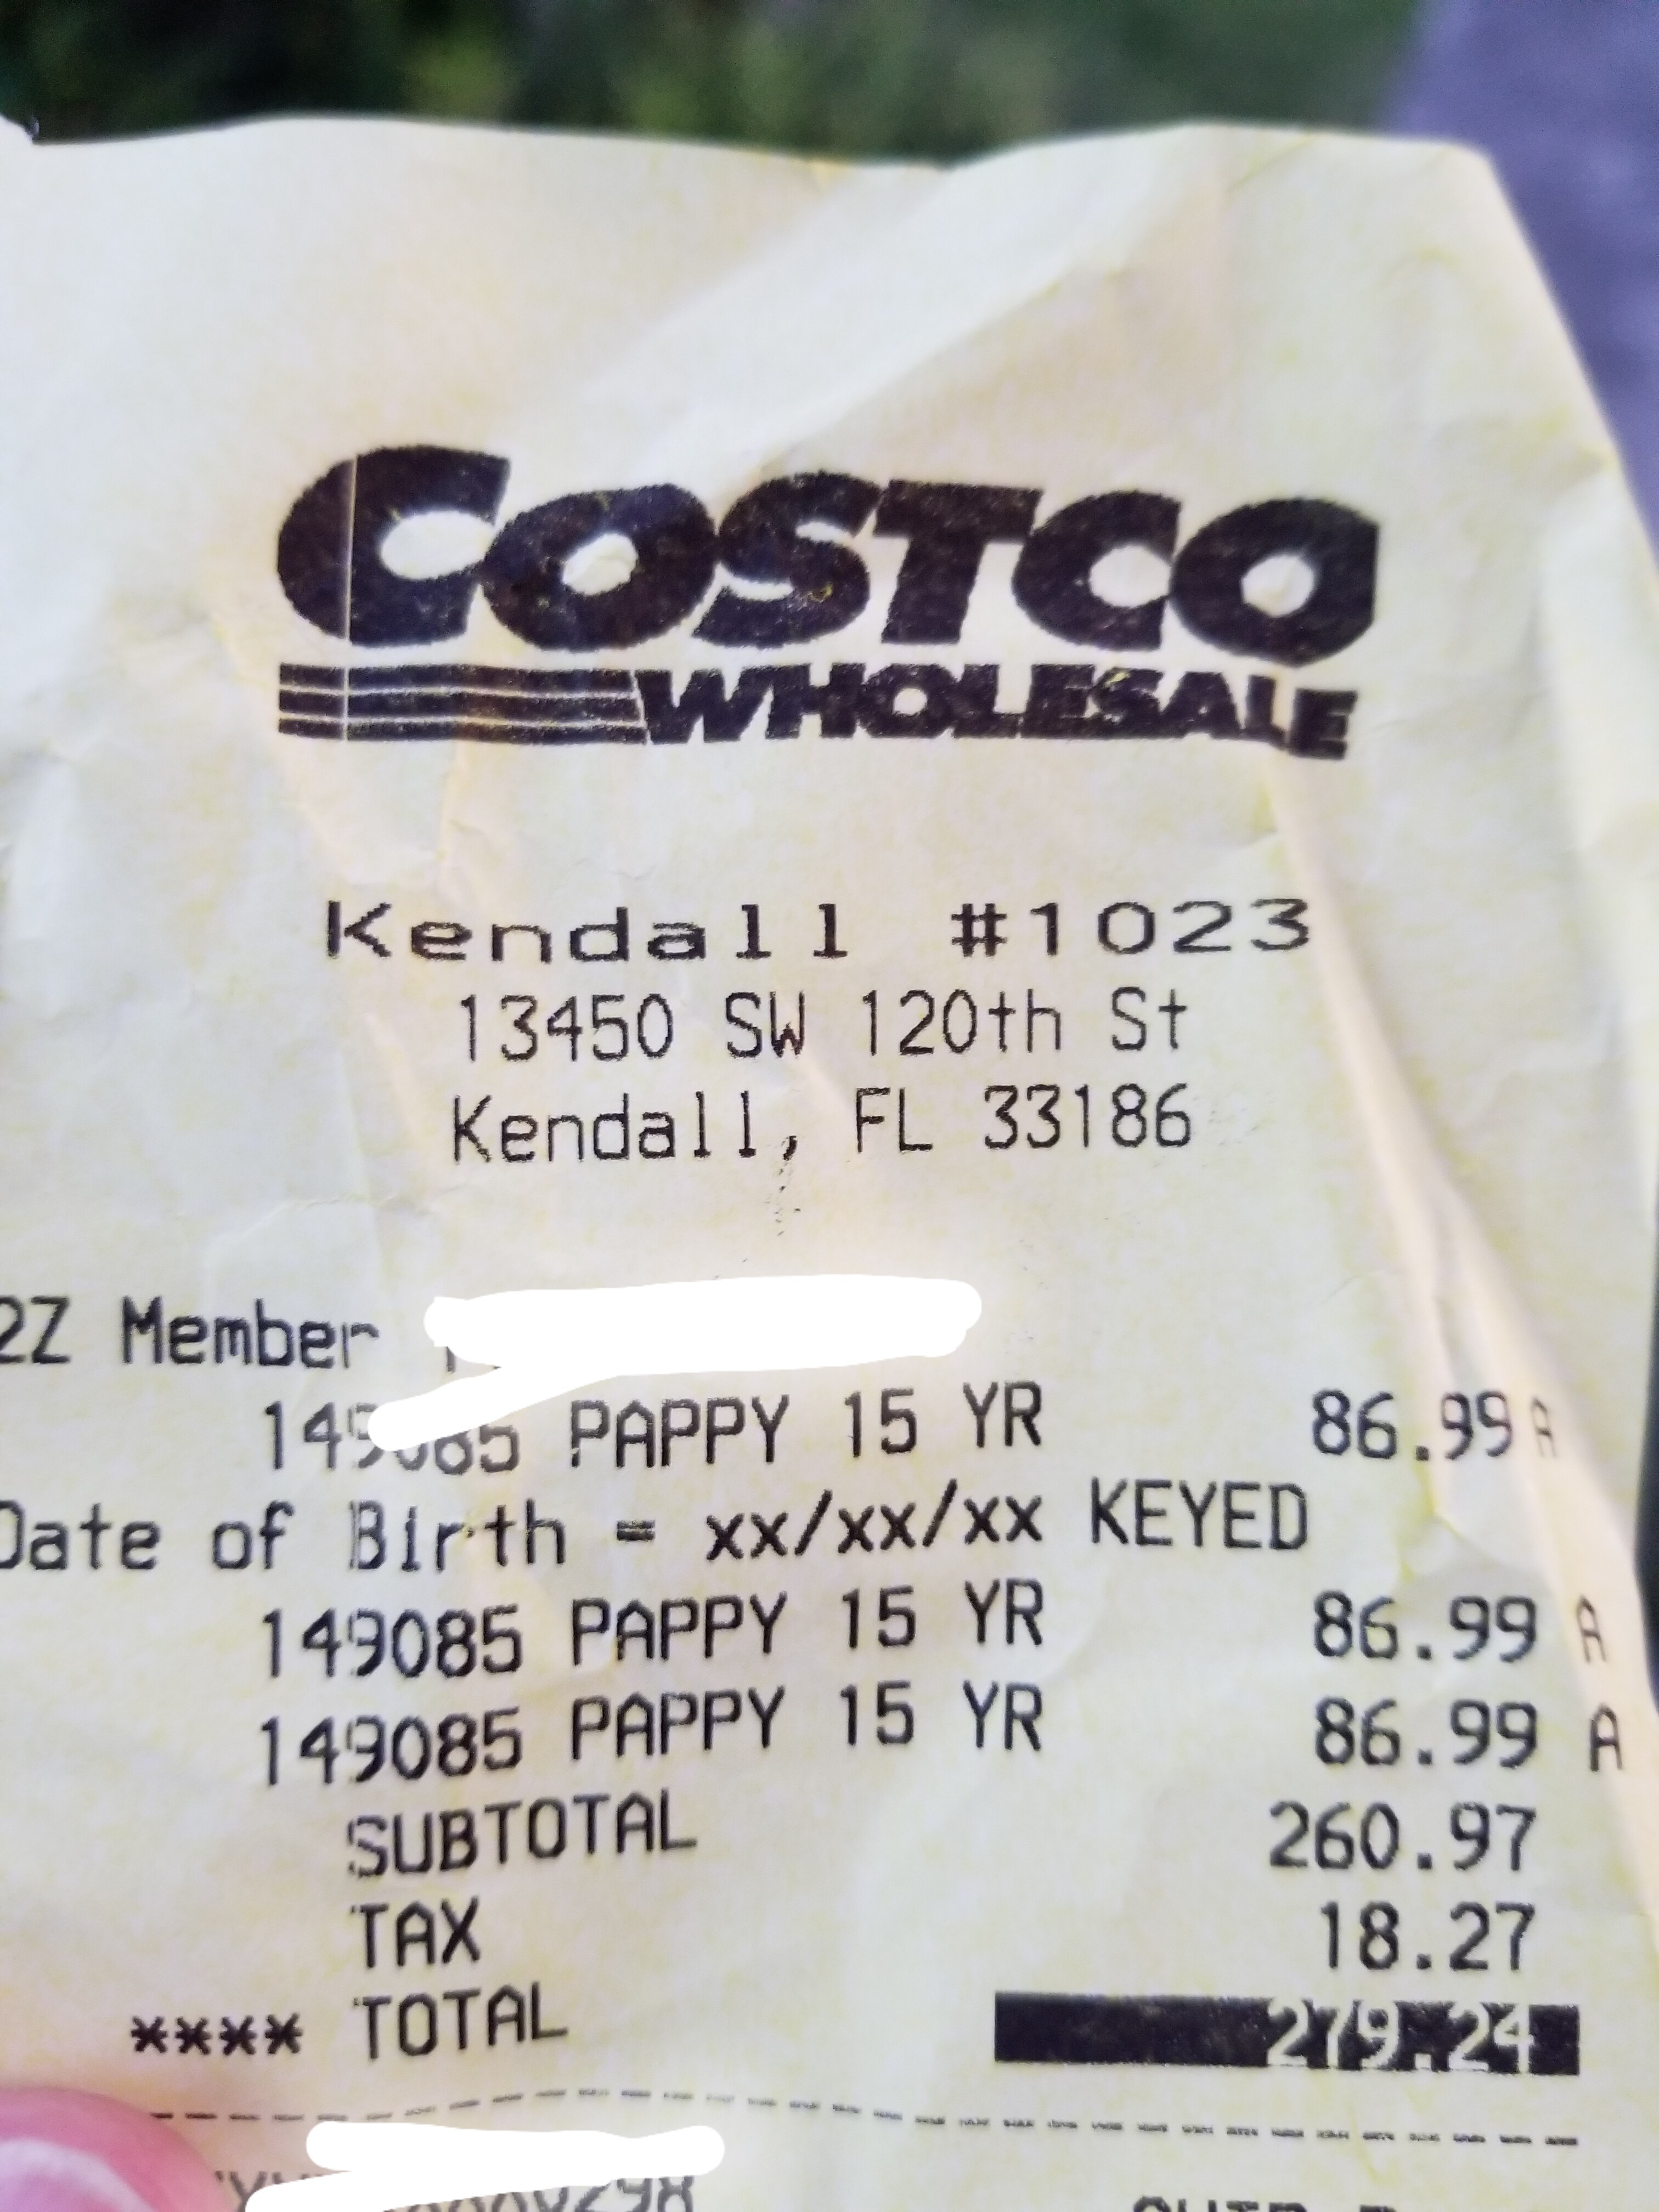 COSTCO
WHOLESALE
Kendall #1023
13450 SW 120th St
Kendall, FL 33186
2Z Member
149085 PAPPY 15 YR 86.99 A
Date of Birth = xx/xx/xx KEYED
149085 PAPPY 15 YR 86.99 A
149085 PAPPY 15 YR 86.99 A
SUBTOTAL 260.97
TAX 18.27
**** TOTAL 279.24